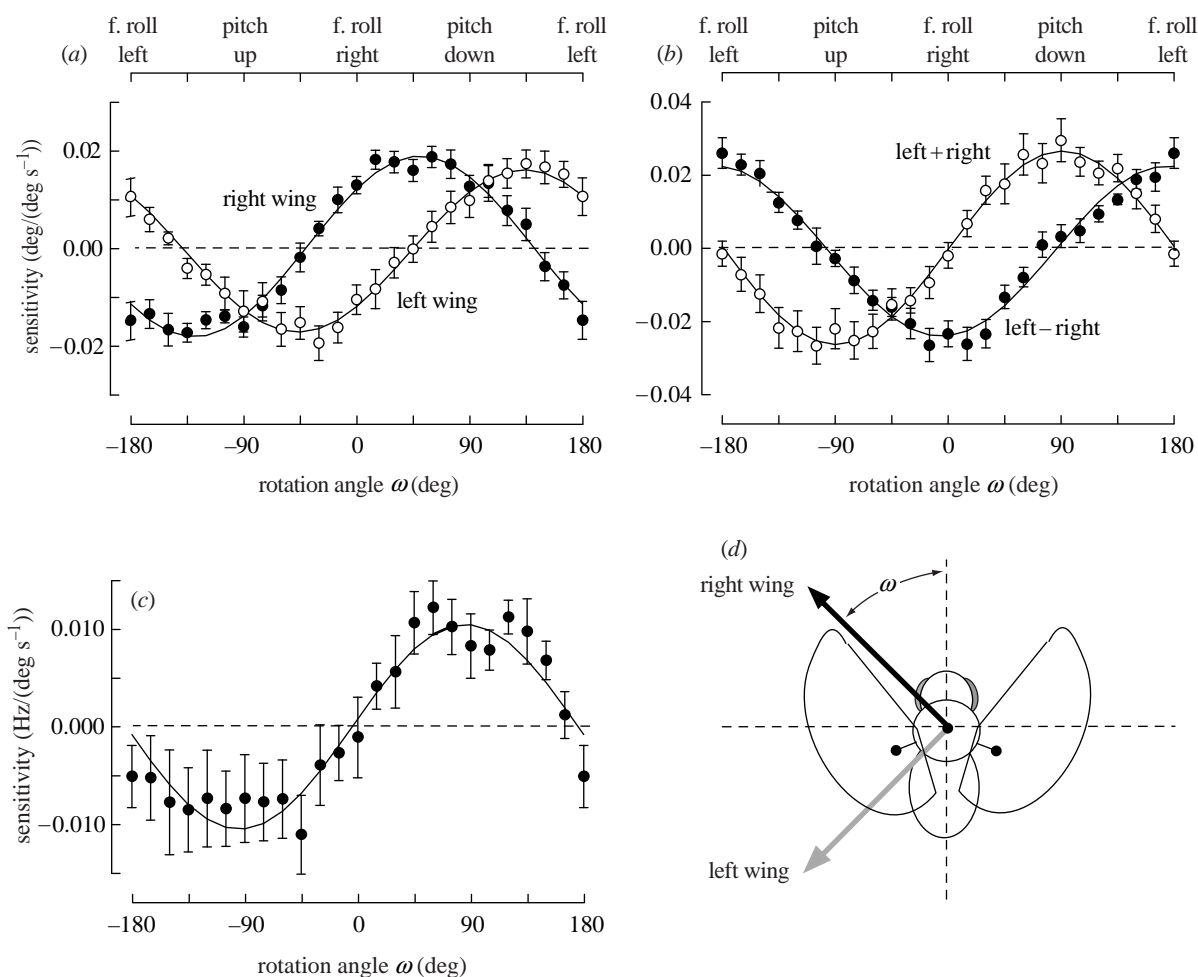 f. roll left pitch up f. roll right pitch down f. roll left
(a)
sensitivity (deg/(deg s⁻¹))
0.02
0.00
−0.02
right wing
left wing
−180 −90 0 90 180
rotation angle ω (deg)
f. roll left pitch up f. roll right pitch down f. roll left
(b)
0.04
0.02
0
−0.02
−0.04
left + right
left − right
−180 −90 0 90 180
rotation angle ω (deg)
(c)
sensitivity (Hz/(deg s⁻¹))
0.010
0.000
−0.010
−180 −90 0 90 180
rotation angle ω (deg)
(d)
right wing
ω
left wing